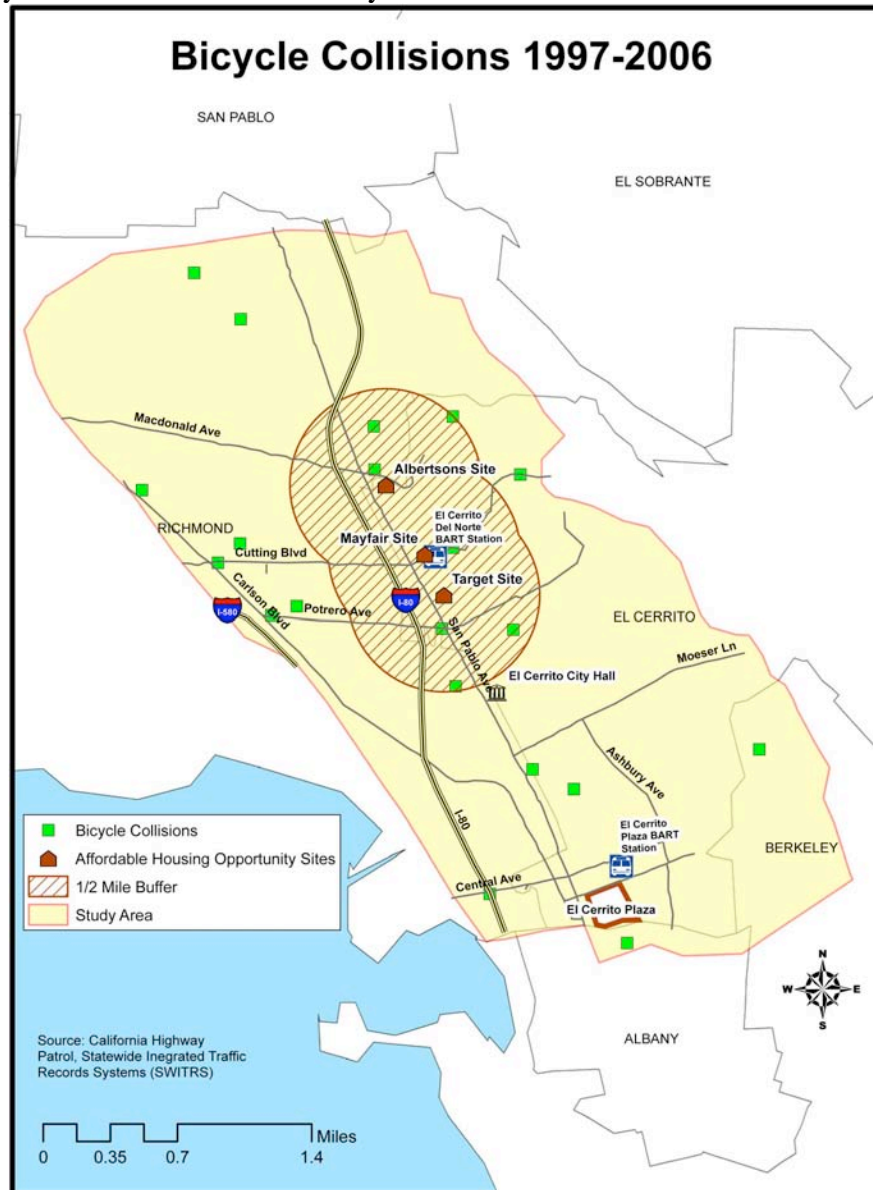 Bicycle Collisions 1997-2006
SAN PABLO
EL SOBRANTE
Macdonald Ave
Albertsons Site
El Cerrito
Del Norte
BART Station
RICHMOND
Mayfair Site
Cutting Blvd
Target Site
Carlson Blvd
I-80
I-580
Potrero Ave
EL CERRITO
San Pablo Ave
Moeser Ln
El Cerrito City Hall
Ashbury Ave
I-80
Bicycle Collisions
Affordable Housing Opportunity Sites
1/2 Mile Buffer
Study Area
El Cerrito
Plaza BART
Station
BERKELEY
Central Ave
El Cerrito Plaza
N
W
E
S
ALBANY
Source: California Highway
Patrol, Statewide Inegrated Traffic
Records Systems (SWITRS)
Miles
0 0.35 0.7 1.4